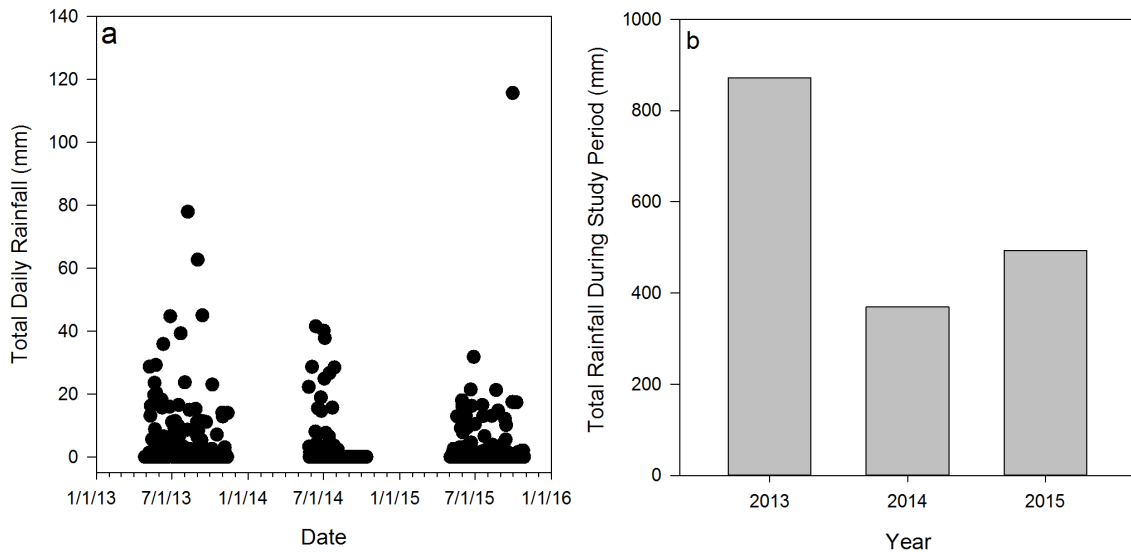 a
140
120
100
80
60
40
20
0
Total Daily Rainfall (mm)
1/1/13 7/1/13 1/1/14 7/1/14 1/1/15 7/1/15 1/1/16
Date
b
1000
800
600
400
200
0
Total Rainfall During Study Period (mm)
2013 2014 2015
Year